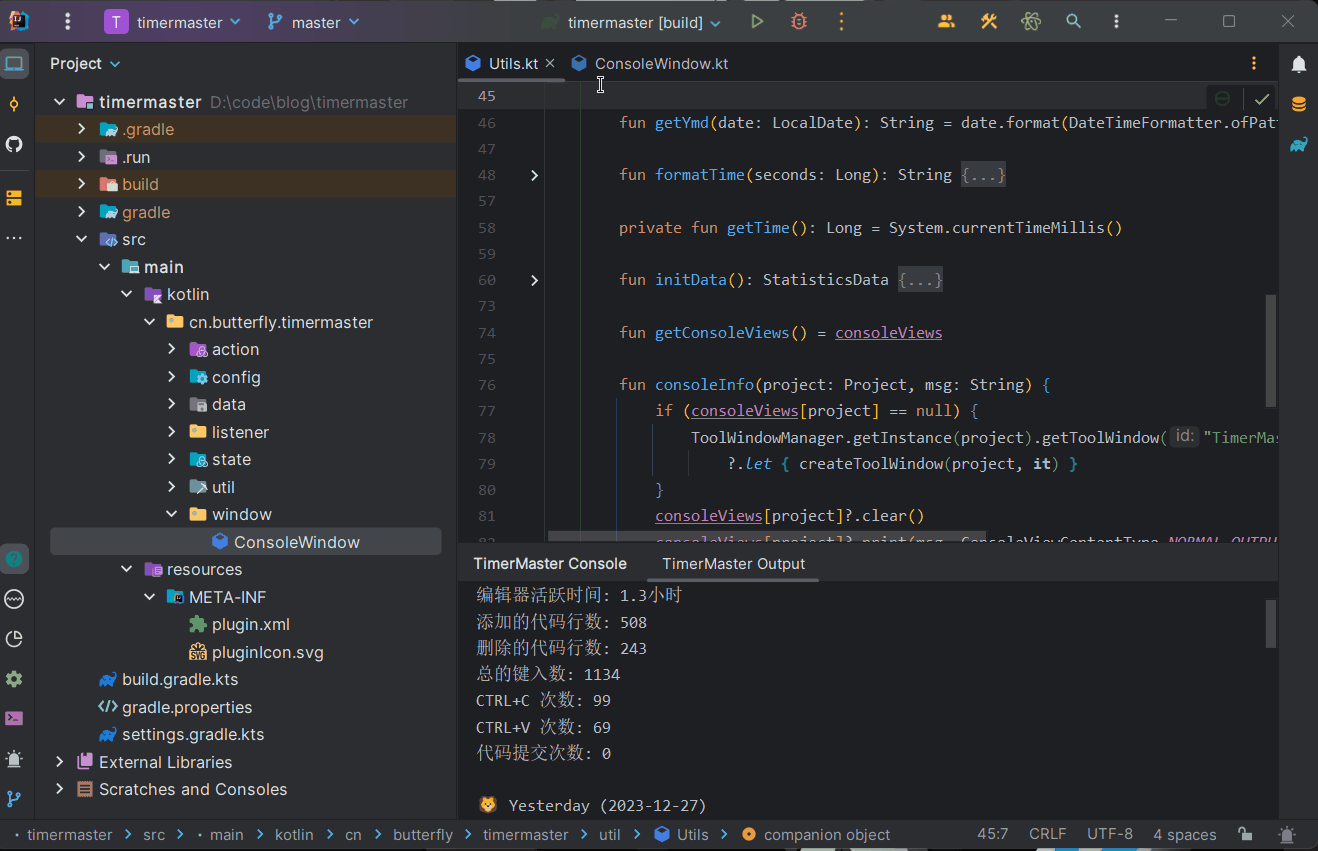 T timermaster master timermaster [build]
Project
Utils.kt ConsoleWindow.kt
timermaster D:\code\blog\timermaster
.gradle
.run
build
gradle
src
main
kotlin
cn.butterfly.timermaster
action
config
data
listener
state
util
window
ConsoleWindow
resources
META-INF
plugin.xml
pluginIcon.svg
build.gradle.kts
gradle.properties
settings.gradle.kts
External Libraries
Scratches and Consoles
45
46 fun getYmd(date: LocalDate): String = date.format(DateTimeFormatter.ofPat
47
48 fun formatTime(seconds: Long): String {...}
57
58 private fun getTime(): Long = System.currentTimeMillis()
59
60 fun initData(): StatisticsData {...}
73
74 fun getConsoleViews() = consoleViews
75
76 fun consoleInfo(project: Project, msg: String) {
77 if (consoleViews[project] == null) {
78 ToolWindowManager.getInstance(project).getToolWindow( id: "TimerMas
79 ?.let { createToolWindow(project, it) }
80 }
81 consoleViews[project]?.clear()
82 consoleViews[project]?.print(msg, ConsoleViewContentType.NORMAL_OUTPU
TimerMaster Console TimerMaster Output
编辑器活跃时间: 1.3小时
添加的代码行数: 508
删除的代码行数: 243
总的键入数: 1134
CTRL+C 次数: 99
CTRL+V 次数: 69
代码提交次数: 0
Yesterday (2023-12-27)
timermaster src main kotlin cn butterfly timermaster util Utils companion object 45:7 CRLF UTF-8 4 spaces